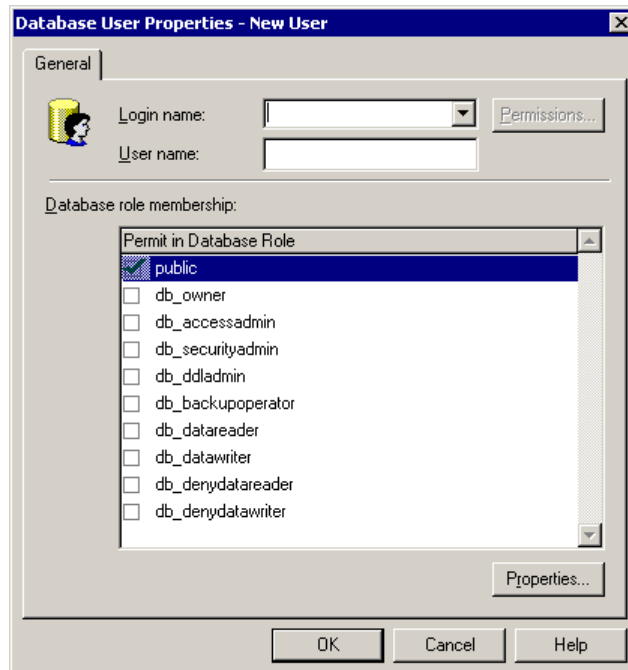 Database User Properties - New User
General
Login name:
Permissions...
User name:
Database role membership:
Permit in Database Role
public
db_owner
db_accessadmin
db_securityadmin
db_ddladmin
db_backupoperator
db_datareader
db_datawriter
db_denydatareader
db_denydatawriter
Properties...
OK
Cancel
Help